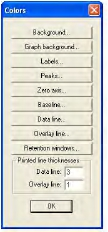 Colors
Background...
Graph background...
Labels...
Peaks...
Zero axis...
Baseline...
Data line...
Overlay line...
Retention windows...
Printed line thicknesses
Data line: 3
Overlay line: 1
OK